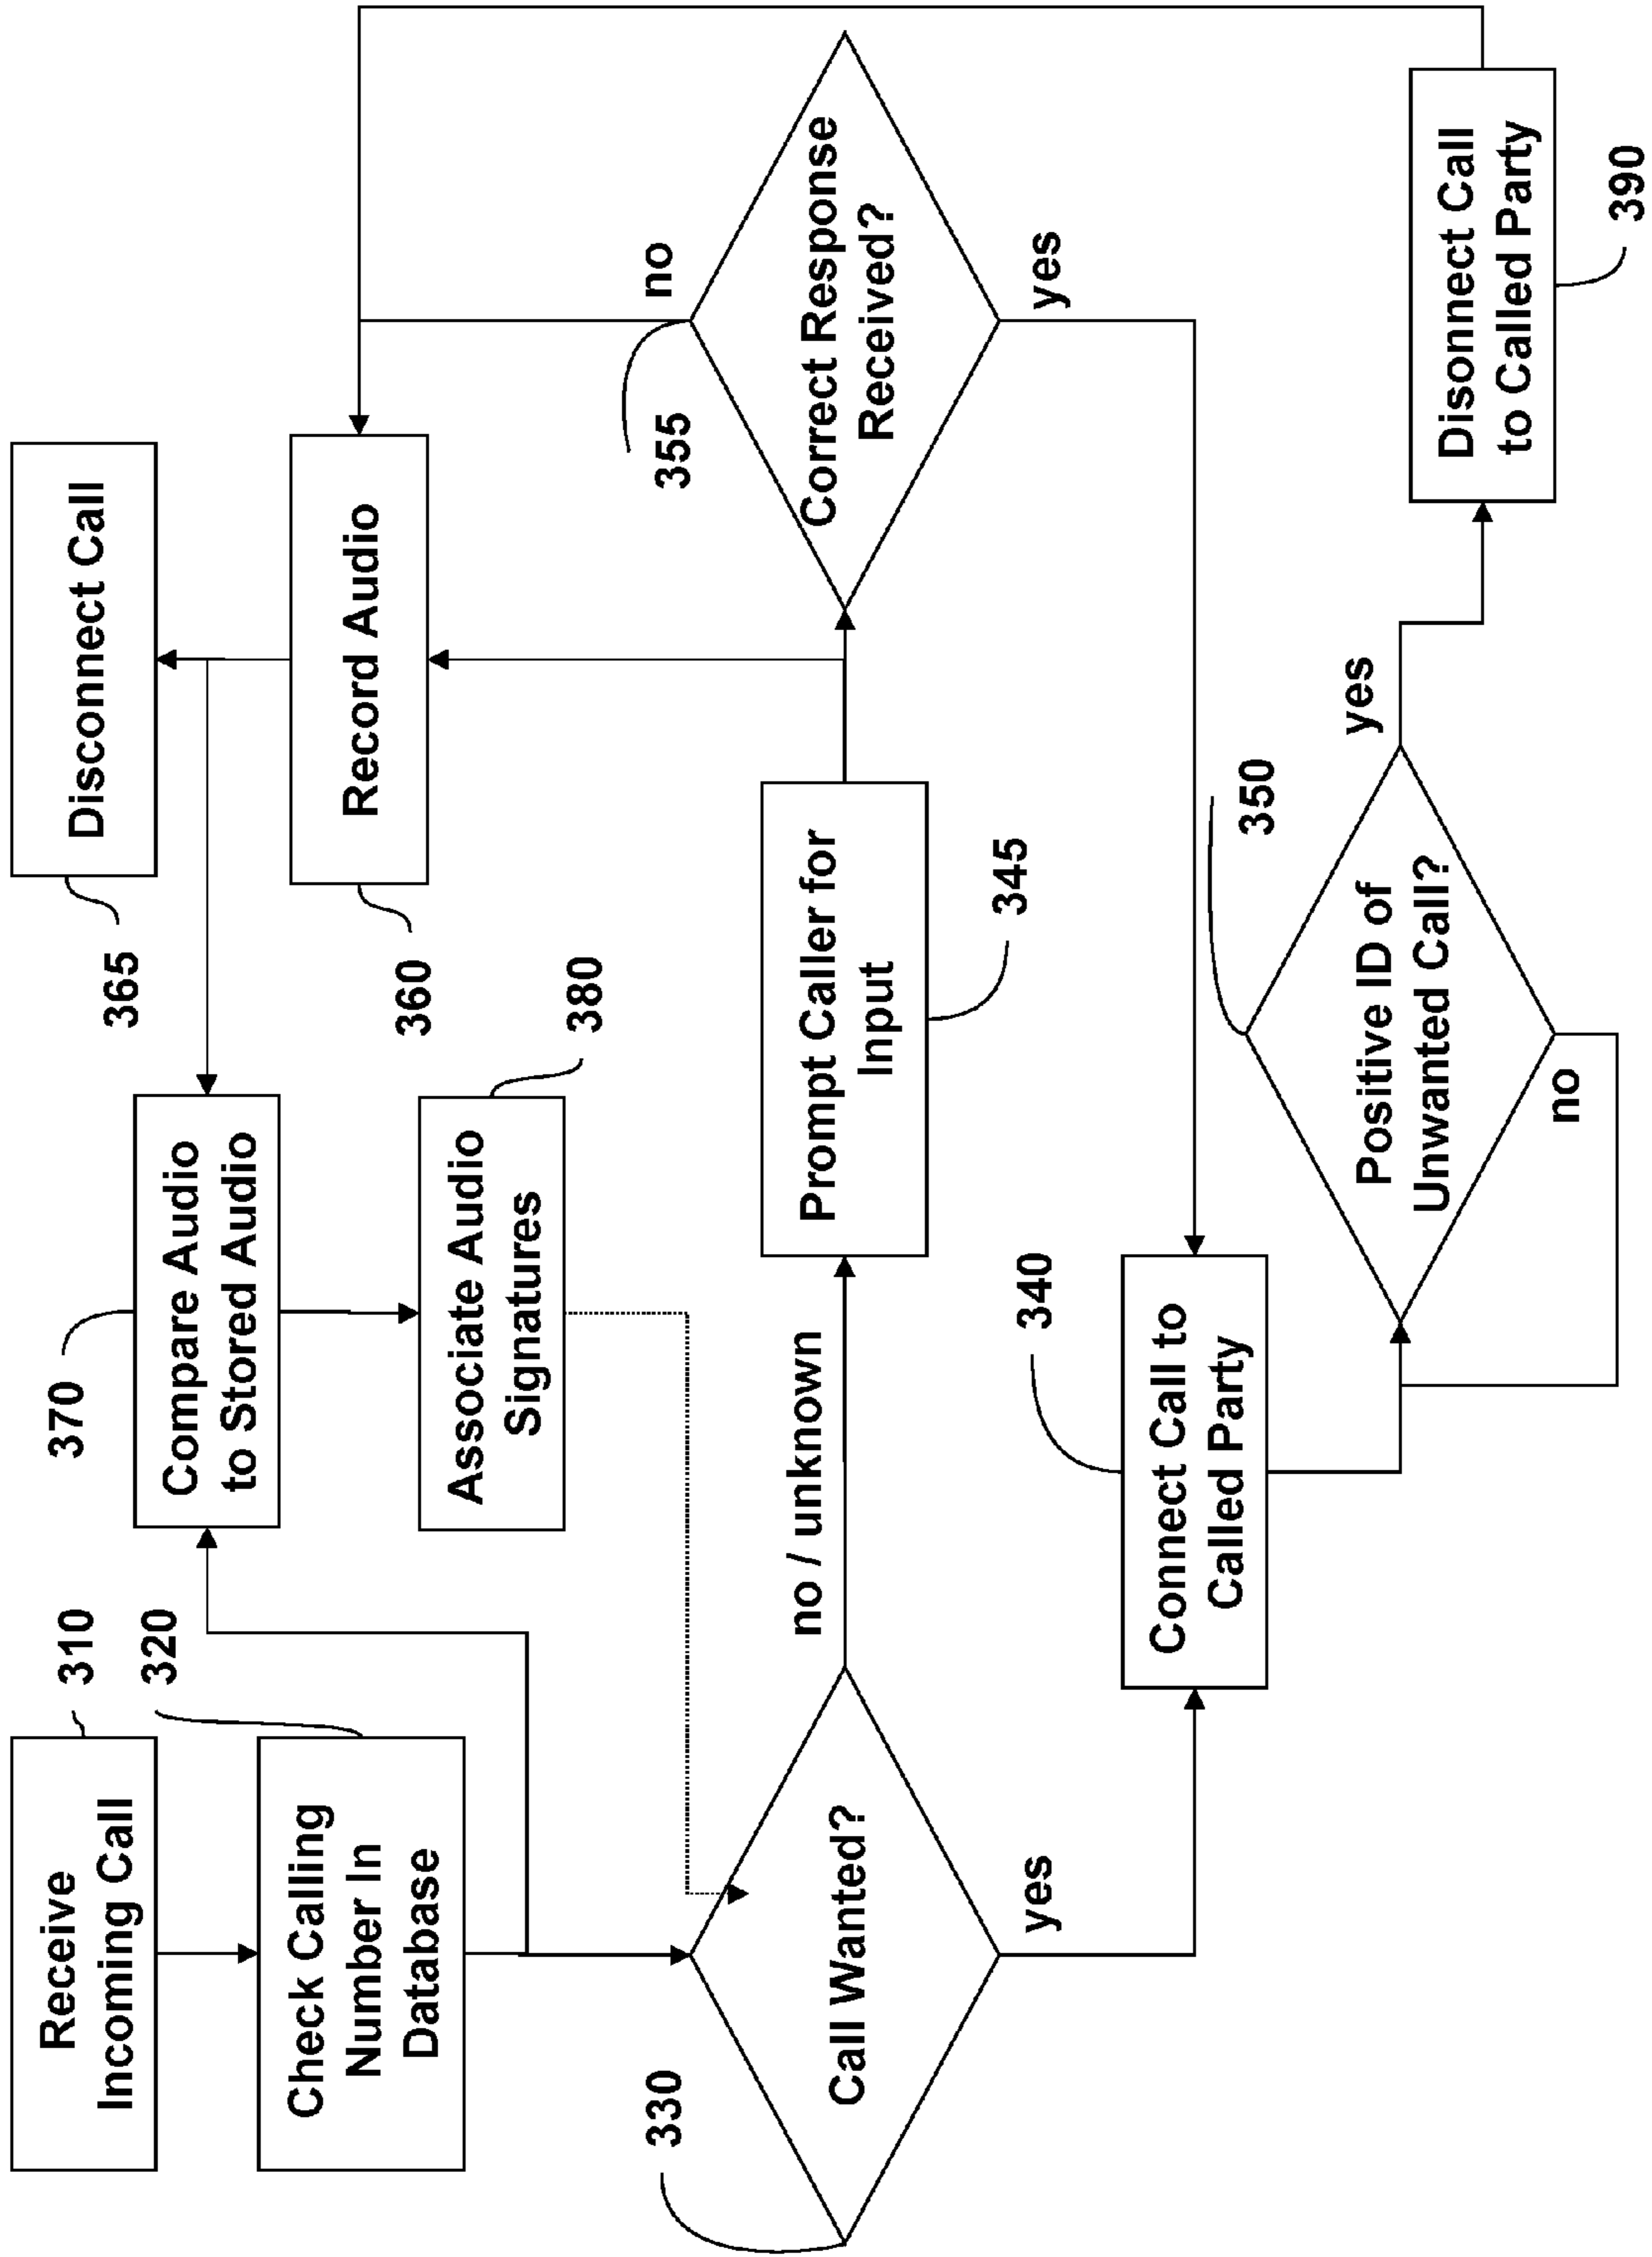 Receive
Incoming Call
310
Check Calling
Number In
Database
320
330
Call Wanted?
yes
no / unknown
370
Compare Audio
to Stored Audio
Associate Audio
Signatures
380
Disconnect Call
365
Record Audio
360
Prompt Caller for
Input
345
Correct Response
Received?
355
no
yes
340
Connect Call to
Called Party
350
Positive ID of
Unwanted Call?
yes
no
Disonnect Call
to Called Party
390